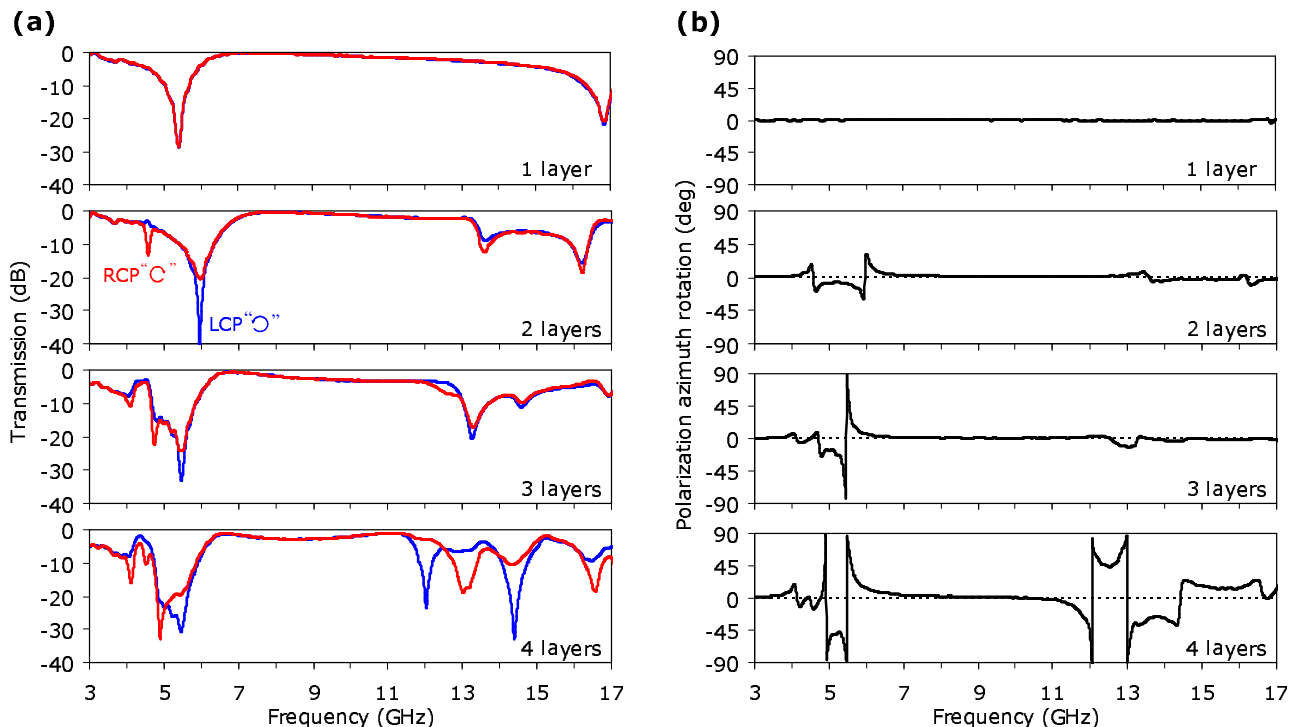 (a)
Transmission (dB)
0
-10
-20
-30
-40
1 layer
0
-10
-20
-30
-40
RCP“↻”
LCP“↺”
2 layers
0
-10
-20
-30
-40
3 layers
0
-10
-20
-30
-40
4 layers
3 5 7 9 11 13 15 17
Frequency (GHz)
(b)
Polarization azimuth rotation (deg)
90
45
0
-45
-90
1 layer
90
45
0
-45
-90
2 layers
90
45
0
-45
-90
3 layers
90
45
0
-45
-90
4 layers
3 5 7 9 11 13 15 17
Frequency (GHz)